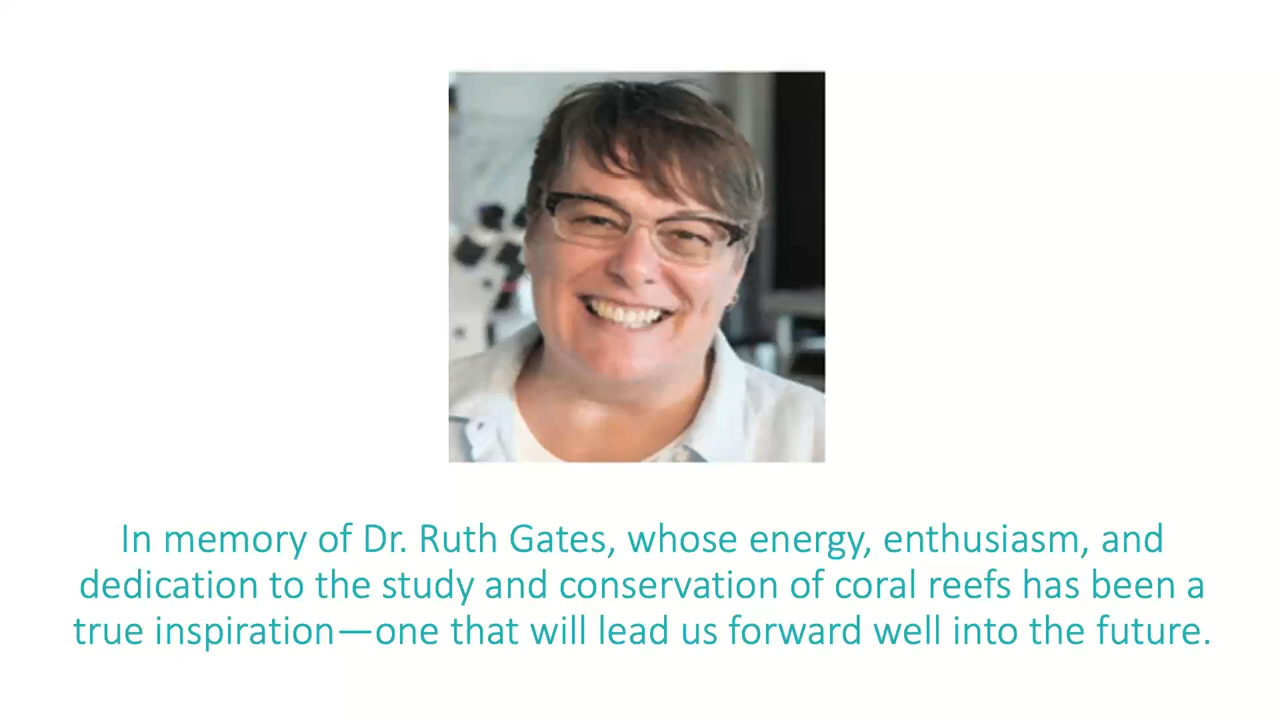 In memory of Dr. Ruth Gates, whose energy, enthusiasm, and
dedication to the study and conservation of coral reefs has been a
true inspiration—one that will lead us forward well into the future.